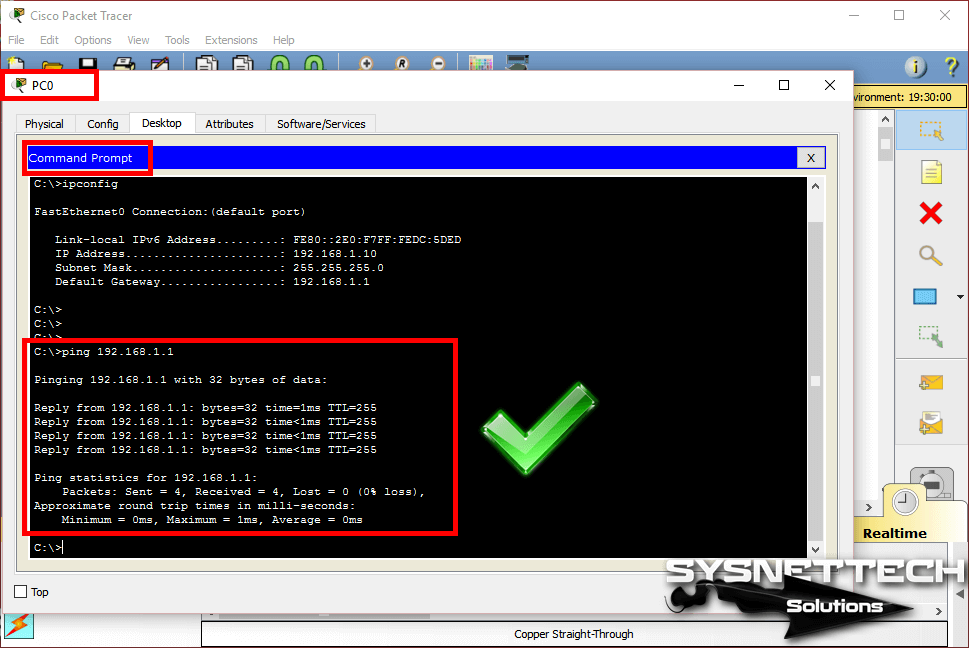 Cisco Packet Tracer
File Edit Options View Tools Extensions Help
R
i ?
PC0
vironment: 19:30:00
Physical Config Desktop Attributes Software/Services
Command Prompt X
C:\>ipconfig
FastEthernet0 Connection:(default port)
Link-local IPv6 Address.........: FE80::2E0:F7FF:FEDC:5DED
IP Address......................: 192.168.1.10
Subnet Mask.....................: 255.255.255.0
Default Gateway.................: 192.168.1.1
C:\>
C:\>
C:\>
C:\>ping 192.168.1.1
Pinging 192.168.1.1 with 32 bytes of data:
Reply from 192.168.1.1: bytes=32 time=1ms TTL=255
Reply from 192.168.1.1: bytes=32 time<1ms TTL=255
Reply from 192.168.1.1: bytes=32 time<1ms TTL=255
Reply from 192.168.1.1: bytes=32 time<1ms TTL=255
Ping statistics for 192.168.1.1:
Packets: Sent = 4, Received = 4, Lost = 0 (0% loss),
Approximate round trip times in milli-seconds:
Minimum = 0ms, Maximum = 1ms, Average = 0ms
C:\>
Realtime
Top
SYSNETTECH
Solutions
Copper Straight-Through